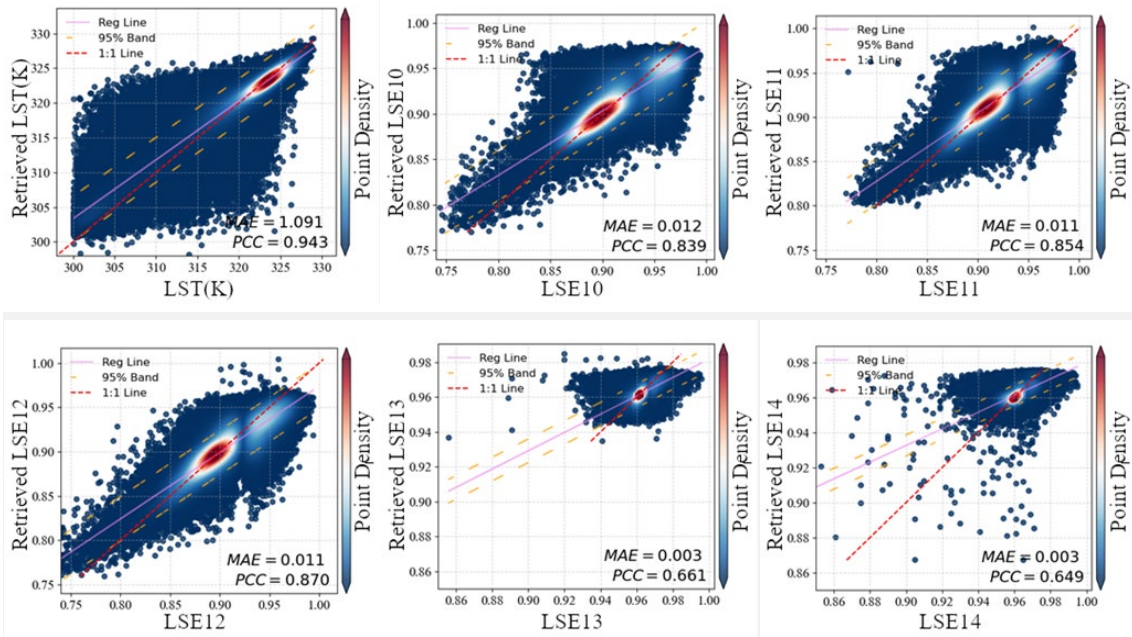 Retrieved LST(K)
330
325
320
315
310
305
300
Reg Line
95% Band
1:1 Line
MAE = 1.091
PCC = 0.943
300 305 310 315 320 325 330
LST(K)
Point Density
Retrieved LSE10
1.00
0.95
0.90
0.85
0.80
0.75
Reg Line
95% Band
1:1 Line
MAE = 0.012
PCC = 0.839
0.75 0.80 0.85 0.90 0.95 1.00
LSE10
Point Density
Retrieved LSE11
1.00
0.95
0.90
0.85
0.80
0.75
Reg Line
95% Band
1:1 Line
MAE = 0.011
PCC = 0.854
0.75 0.80 0.85 0.90 0.95 1.00
LSE11
Point Density
Retrieved LSE12
1.00
0.95
0.90
0.85
0.80
0.75
Reg Line
95% Band
1:1 Line
MAE = 0.011
PCC = 0.870
0.75 0.80 0.85 0.90 0.95 1.00
LSE12
Point Density
Retrieved LSE13
0.98
0.96
0.94
0.92
0.90
0.88
0.86
Reg Line
95% Band
1:1 Line
MAE = 0.003
PCC = 0.661
0.86 0.88 0.90 0.92 0.94 0.96 0.98 1.00
LSE13
Point Density
Retrieved LSE14
0.98
0.96
0.94
0.92
0.90
0.88
0.86
Reg Line
95% Band
1:1 Line
MAE = 0.003
PCC = 0.649
0.86 0.88 0.90 0.92 0.94 0.96 0.98 1.00
LSE14
Point Density